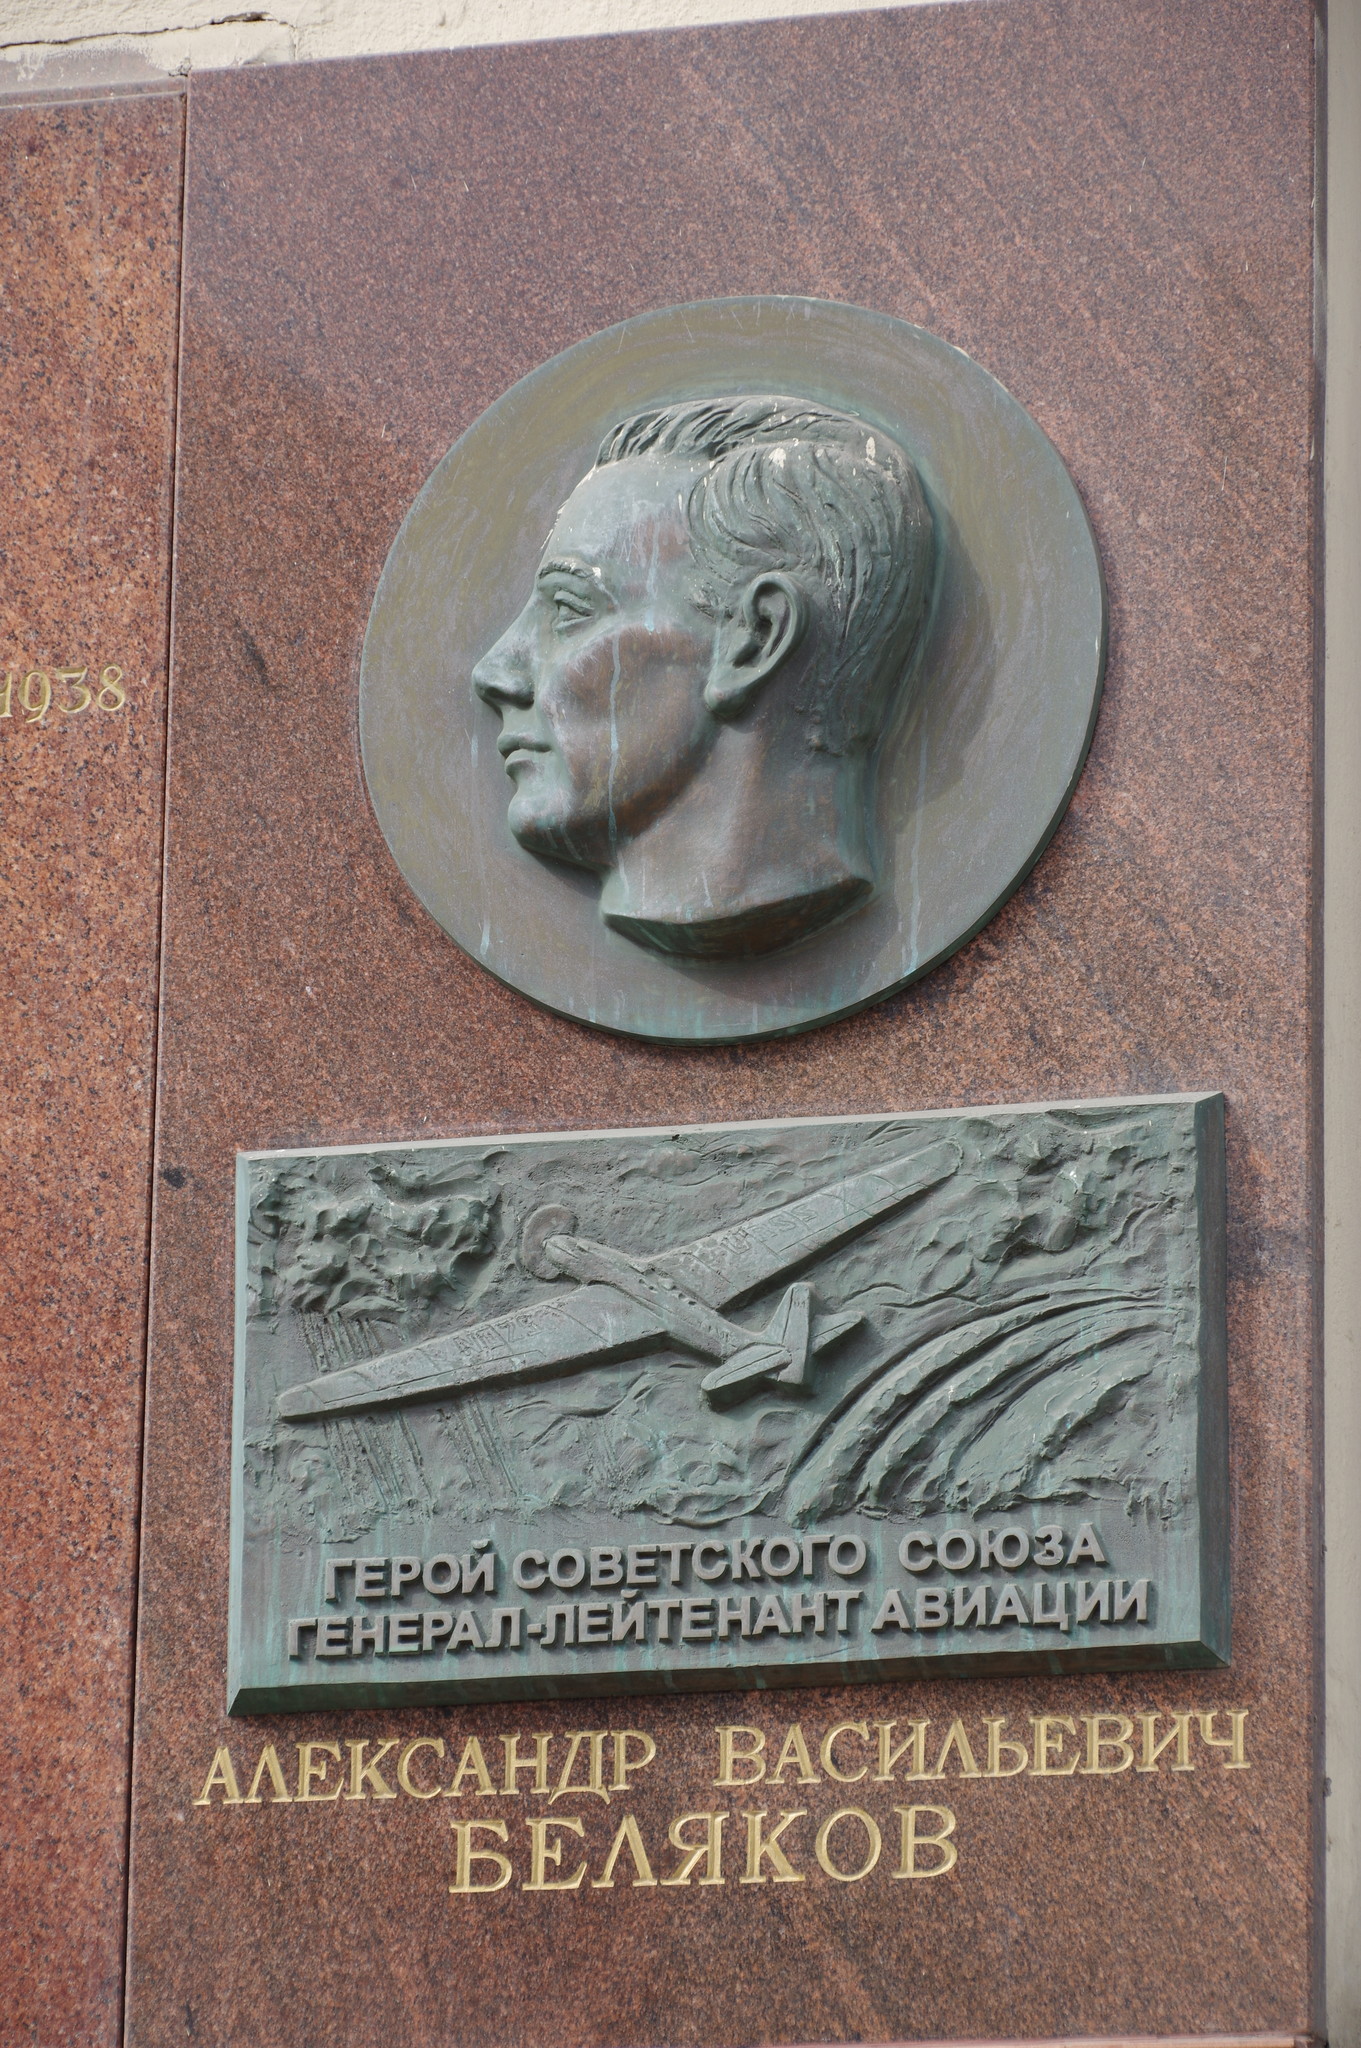 1938
ГЕРОЙ СОВЕТСКОГО СОЮЗА
ГЕНЕРАЛ-ЛЕЙТЕНАНТ АВИАЦИИ
АЛЕКСАНДР ВАСИЛЬЕВИЧ
БЕЛЯКОВ